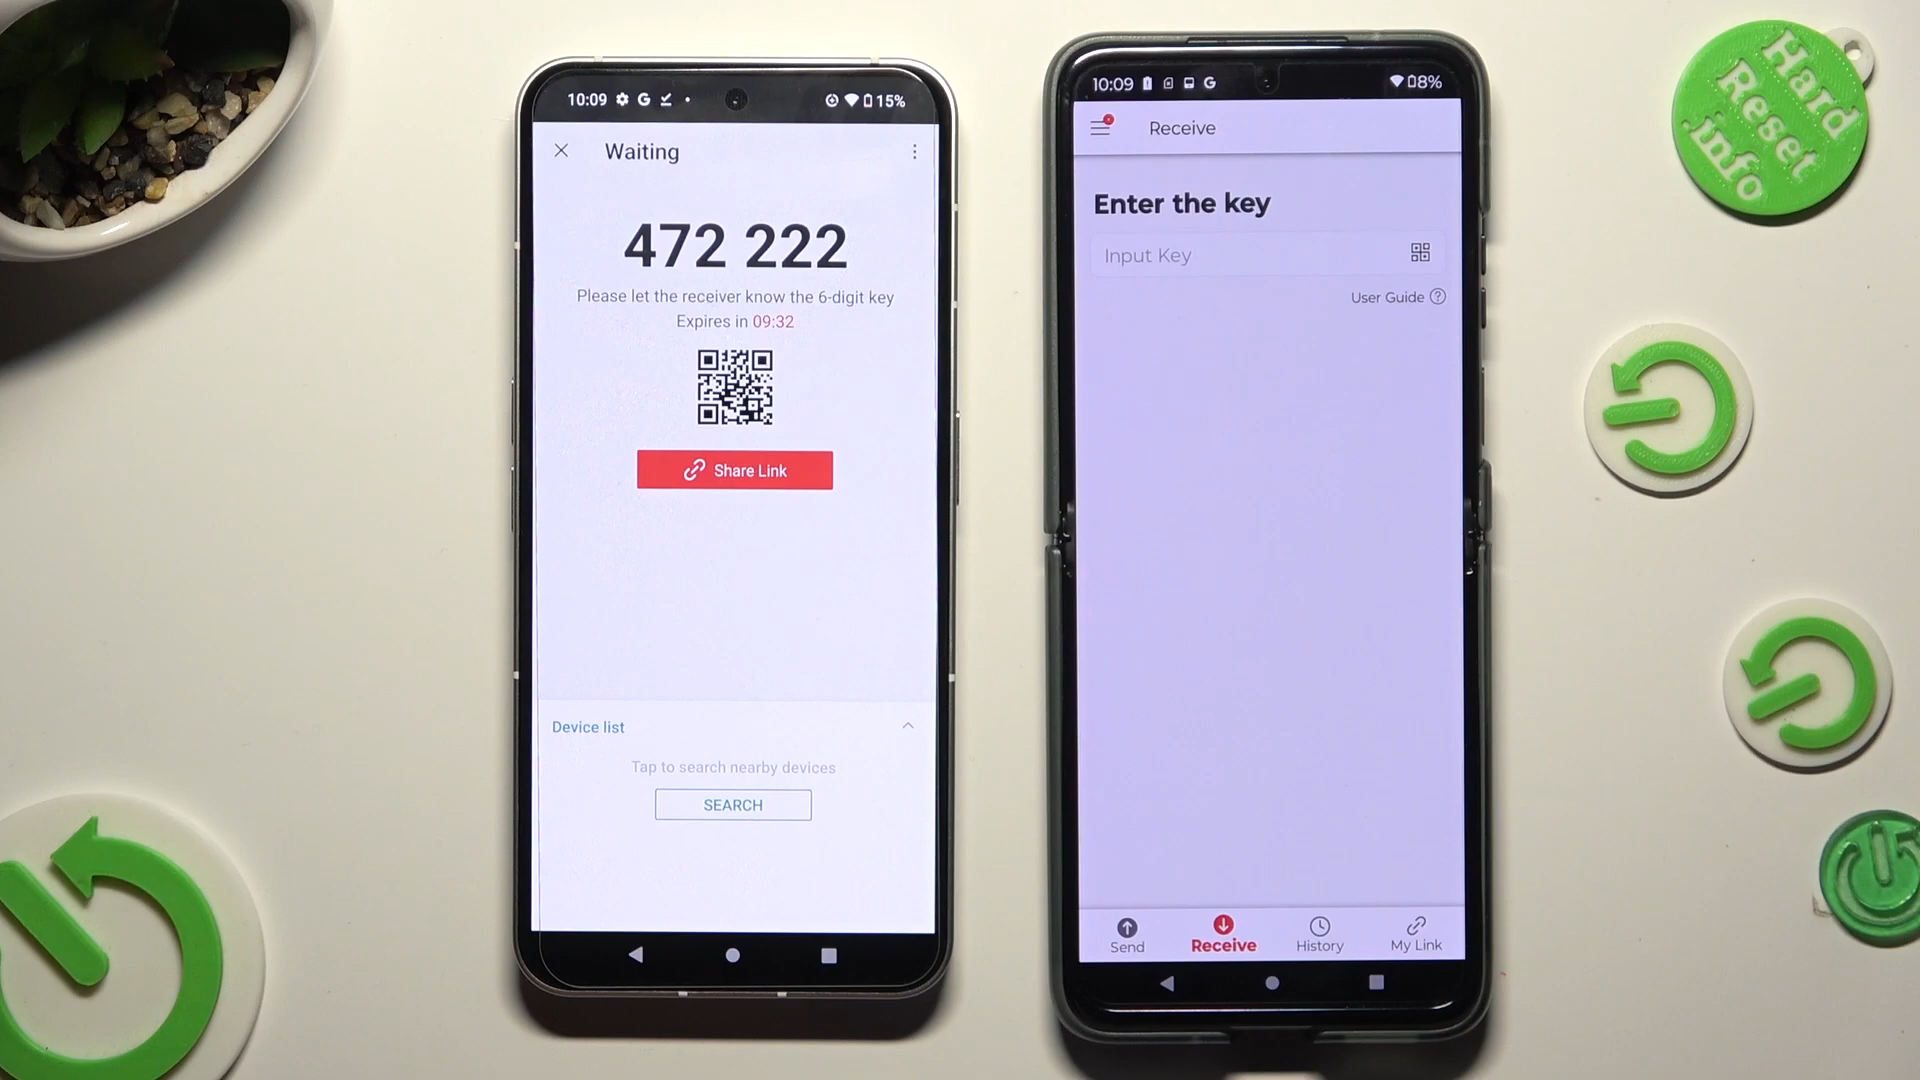 10:09
15%
Waiting
472 222
Please let the receiver know the 6-digit key
Expires in 09:32
Share Link
Device list
Tap to search nearby devices
SEARCH
10:09
8%
Receive
Enter the key
Input Key
User Guide ?
Send
Receive
History
My Link
Hard
Reset
.info